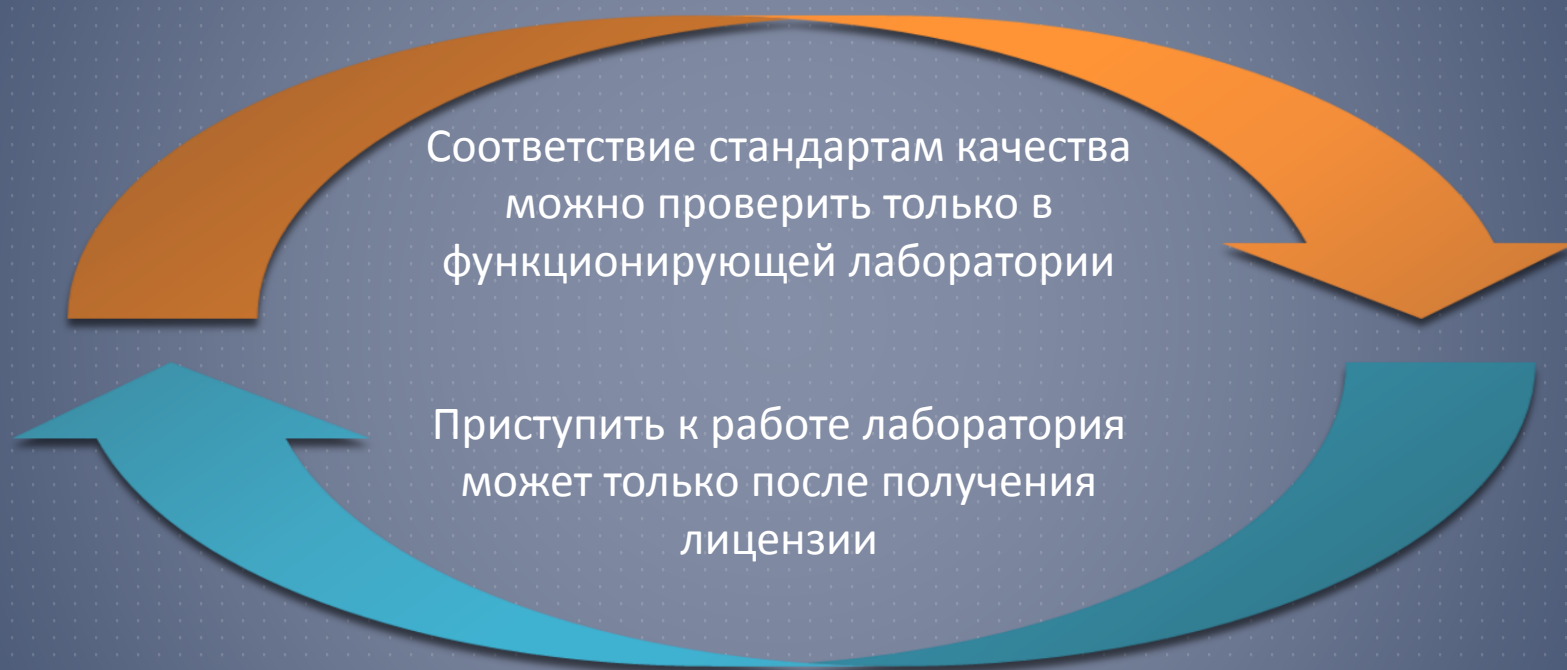 Соответствие стандартам качества
можно проверить только в
функционирующей лаборатории
Приступить к работе лаборатория
может только после получения
лицензии